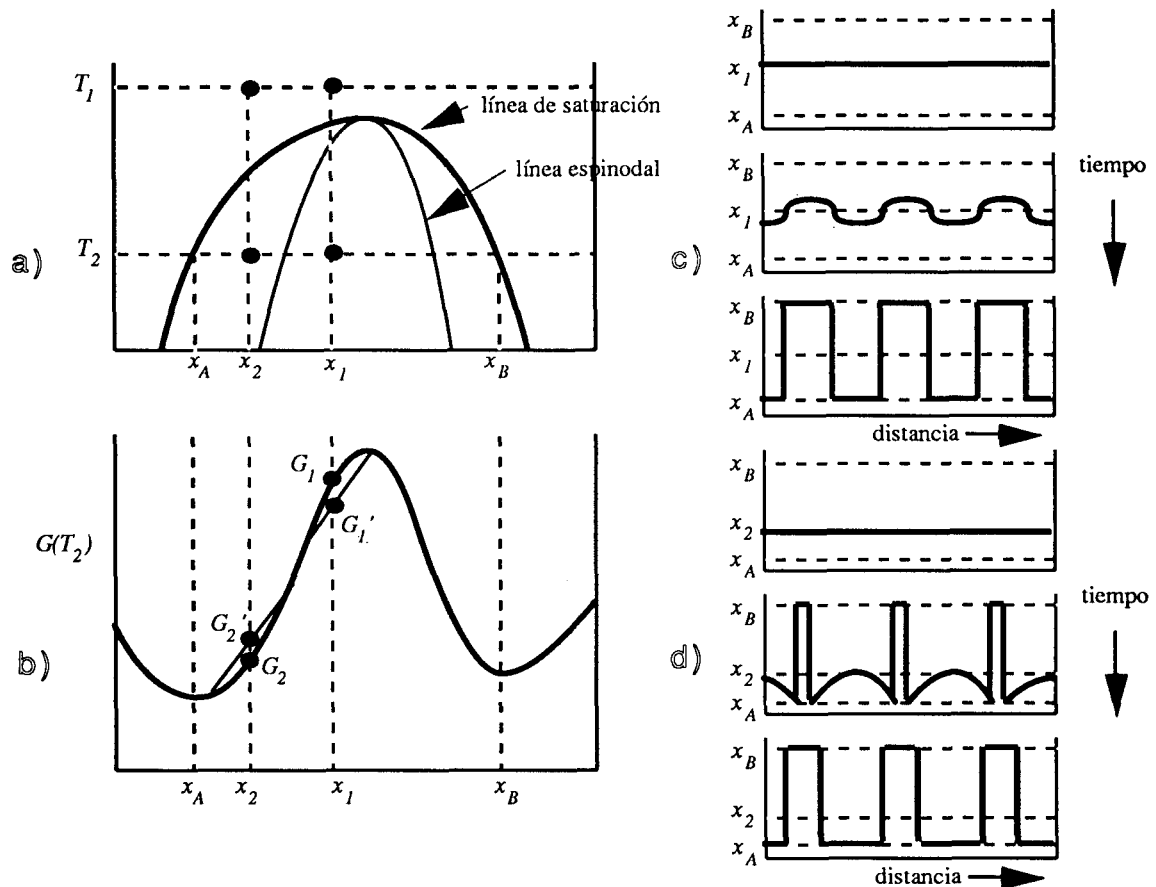 a)
T1
T2
línea de saturación
línea espinodal
xA x2 x1 xB
b)
G(T2)
G1
G1'
G2'
G2
xA x2 x1 xB
c)
xB
x1
xA
xB
x1
xA
tiempo
xB
x1
xA
distancia
d)
xB
x2
xA
xB
x2
xA
tiempo
xB
x2
xA
distancia